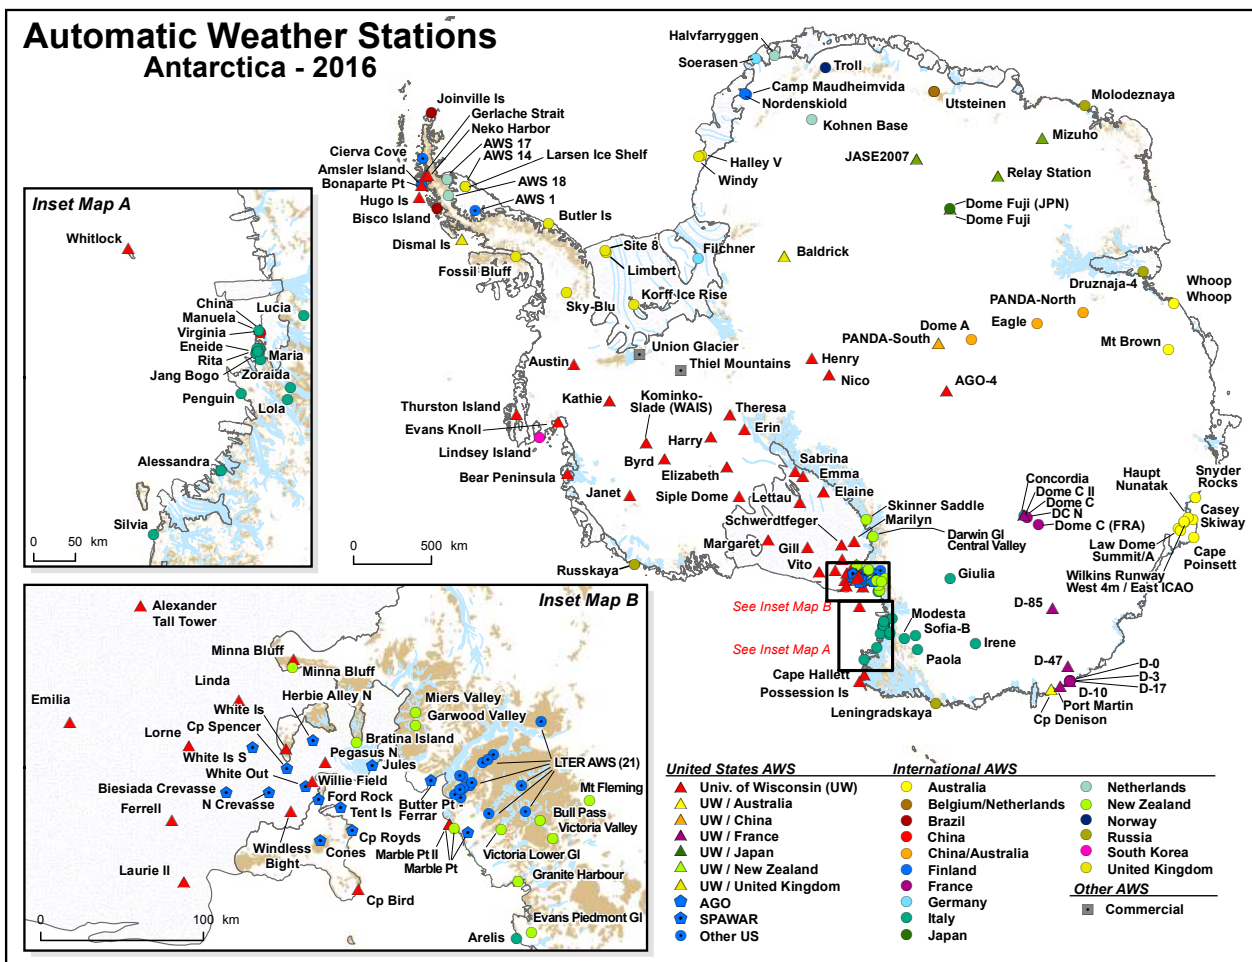 Automatic Weather Stations
Antarctica - 2016
Halvfarryggen
Soerasen
Troll
Camp Maudheimvida
Nordenskiold
Utsteinen
Molodeznaya
Kohnen Base
Mizuho
JASE2007
Relay Station
Halley V
Windy
Dome Fuji (JPN)
Dome Fuji
Joinville Is
Gerlache Strait
Neko Harbor
AWS 17
AWS 14
Cierva Cove
Larsen Ice Shelf
Amsler Island
Bonaparte Pt
AWS 18
Hugo Is
AWS 1
Bisco Island
Butler Is
Dismal Is
Fossil Bluff
Site 8
Limbert
Filchner
Baldrick
Sky-Blu
Korff Ice Rise
Druznaja-4
Whoop
Whoop
PANDA-North
Eagle
Dome A
PANDA-South
Mt Brown
Union Glacier
Thiel Mountains
Austin
Henry
Nico
AGO-4
Kathie
Kominko-
Slade (WAIS)
Theresa
Erin
Thurston Island
Evans Knoll
Lindsey Island
Harry
Byrd
Bear Peninsula
Elizabeth
Sabrina
Emma
Elaine
Janet
Siple Dome
Lettau
Skinner Saddle
Schwerdtfeger
Marilyn
Margaret
Gill
Darwin Gl
Central Valley
Vito
Russkaya
Haupt
Nunatak
Snyder
Rocks
Concordia
Dome C II
Dome C
DC N
Dome C (FRA)
Casey
Skiway
Law Dome
Summit/A
Cape
Poinsett
Wilkins Runway
West 4m / East ICAO
Giulia
D-85
See Inset Map B
See Inset Map A
Modesta
Sofia-B
Irene
Paola
Cape Hallett
Possession Is
Leningradskaya
D-47
D-0
D-3
D-17
D-10
Port Martin
Cp Denison
0 500 km
Inset Map A
Whitlock
China
Manuela
Lucia
Virginia
Eneide
Rita
Maria
Jang Bogo
Zoraida
Penguin
Lola
Alessandra
Silvia
0 50 km
Inset Map B
Alexander
Tall Tower
Minna Bluff
Minna Bluff
Emilia
Linda
Herbie Alley N
Miers Valley
Garwood Valley
White Is
Cp Spencer
Lorne
Bratina Island
Pegasus N
White Is S
Jules
LTER AWS (21)
White Out
Willie Field
Biesiada Crevasse
N Crevasse
Ford Rock
Butter Pt
Mt Fleming
Ferrell
Tent Is
Ferrar
Bull Pass
Cp Royds
Victoria Valley
Windless
Bight
Cones
Marble Pt II
Marble Pt
Victoria Lower Gl
Laurie II
Granite Harbour
Cp Bird
Evans Piedmont Gl
Arelis
0 100 km
United States AWS
Univ. of Wisconsin (UW)
UW / Australia
UW / China
UW / France
UW / Japan
UW / New Zealand
UW / United Kingdom
AGO
SPAWAR
Other US
International AWS
Australia
Belgium/Netherlands
Brazil
China
China/Australia
Finland
France
Germany
Italy
Japan
Netherlands
New Zealand
Norway
Russia
South Korea
United Kingdom
Other AWS
Commercial